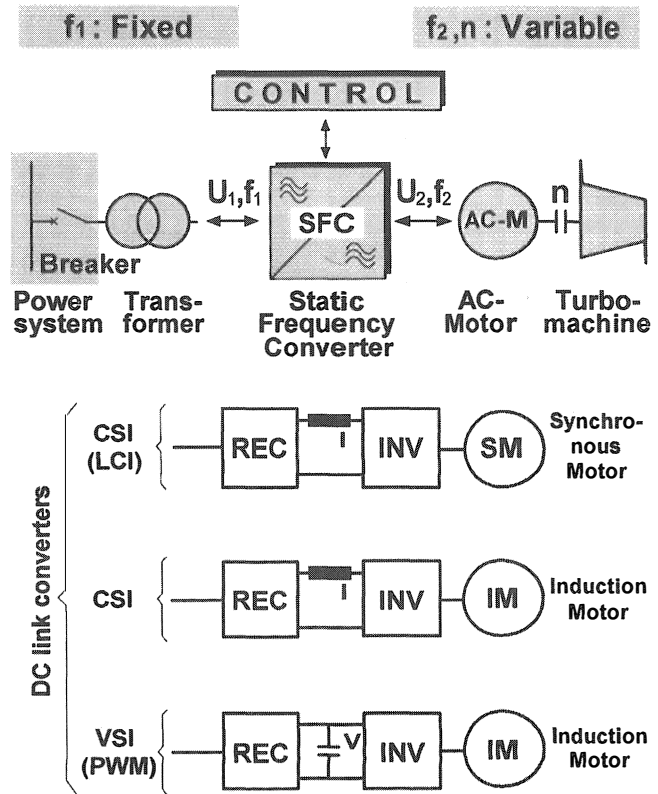 f₁ : Fixed
f₂,n : Variable
CONTROL
U₁,f₁
SFC
U₂,f₂
AC-M
n
Breaker
Power
system
Trans-
former
Static
Frequency
Converter
AC-
Motor
Turbo-
machine
DC link converters
CSI
(LCI)
REC
I
INV
SM
Synchro-
nous
Motor
CSI
REC
I
INV
IM
Induction
Motor
VSI
(PWM)
REC
V
INV
IM
Induction
Motor